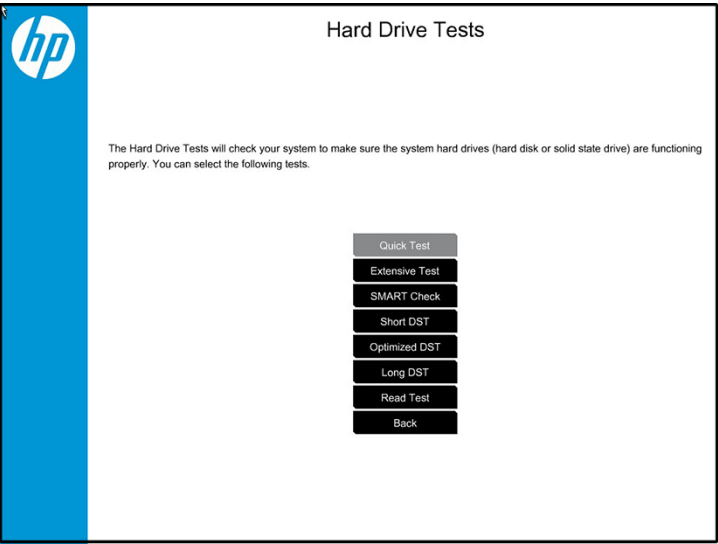 hp
Hard Drive Tests
The Hard Drive Tests will check your system to make sure the system hard drives (hard disk or solid state drive) are functioning
properly. You can select the following tests.
Quick Test
Extensive Test
SMART Check
Short DST
Optimized DST
Long DST
Read Test
Back